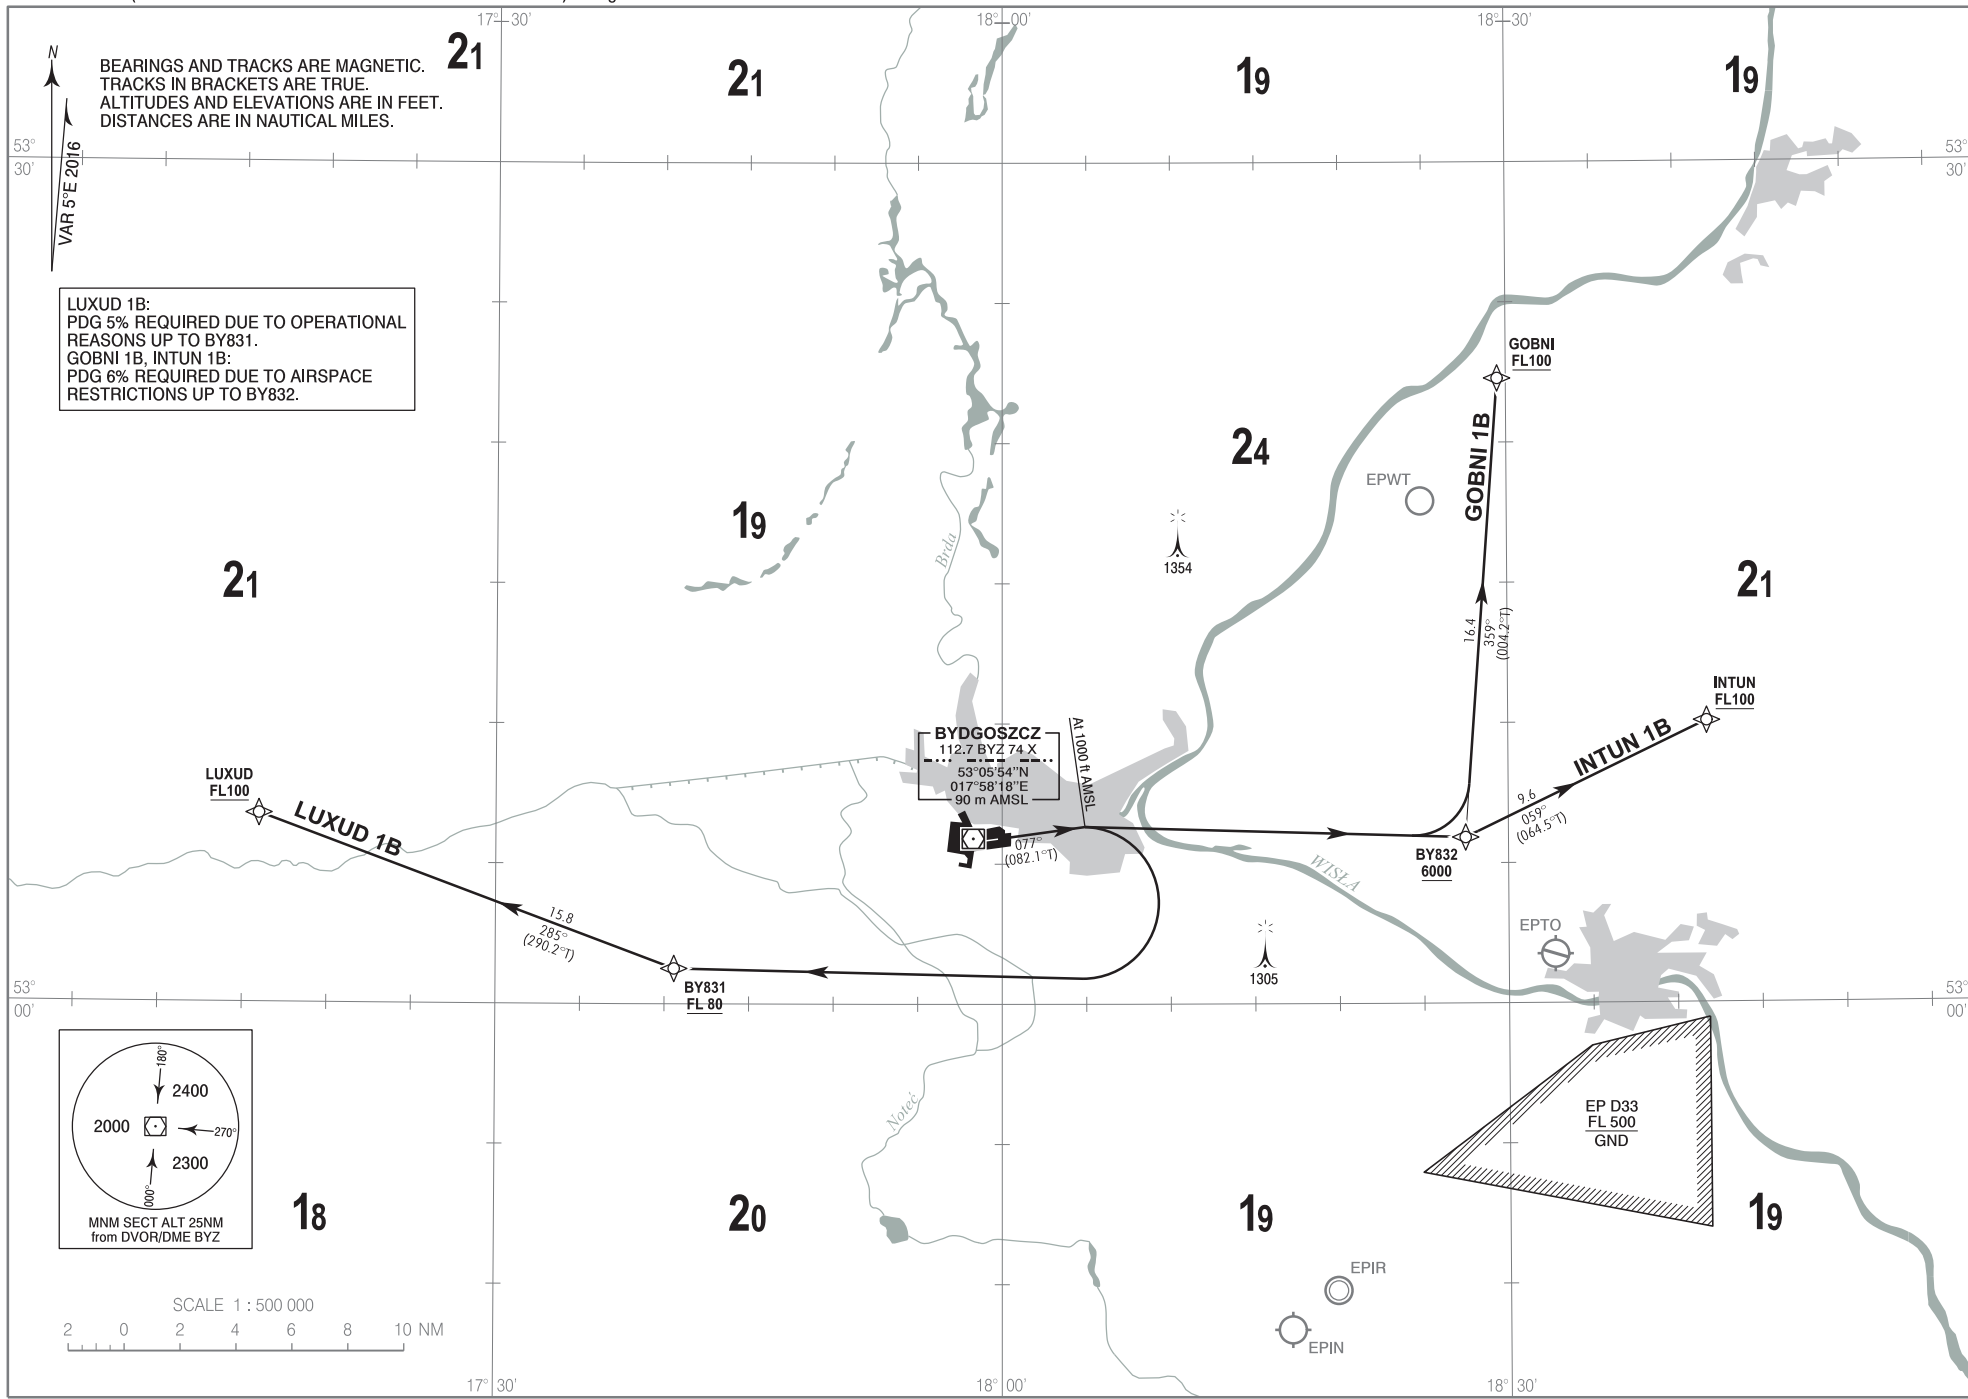 17° 30'
18° 00'
18° 30'
N
VAR 5°E 2016
BEARINGS AND TRACKS ARE MAGNETIC.
TRACKS IN BRACKETS ARE TRUE.
ALTITUDES AND ELEVATIONS ARE IN FEET.
DISTANCES ARE IN NAUTICAL MILES.
21
21
19
19
53°
30'
53°
30'
LUXUD 1B:
PDG 5% REQUIRED DUE TO OPERATIONAL
REASONS UP TO BY831.
GOBNI 1B, INTUN 1B:
PDG 6% REQUIRED DUE TO AIRSPACE
RESTRICTIONS UP TO BY832.
GOBNI
FL100
GOBNI 1B
24
EPWT
19
Brda
1354
21
21
16.4
359°
(004.2°T)
INTUN
FL100
INTUN 1B
9.6
059°
(064.5°T)
BYDGOSZCZ
112.7 BYZ 74 X
53°05'54"N
017°58'18"E
90 m AMSL
At 1000 ft AMSL
077°
(082.1°T)
LUXUD
FL100
LUXUD 1B
15.8
285°
(290.2°T)
BY832
6000
WISŁA
EPTO
1305
BY831
FL 80
53°
00'
53°
00'
180°
2400
2000
270°
2300
000°
MNM SECT ALT 25NM
from DVOR/DME BYZ
Noteć
EP D33
FL 500
GND
18
20
19
19
EPIR
EPIN
SCALE 1 : 500 000
2 0 2 4 6 8 10 NM
17° 30'
18° 00'
18° 30'